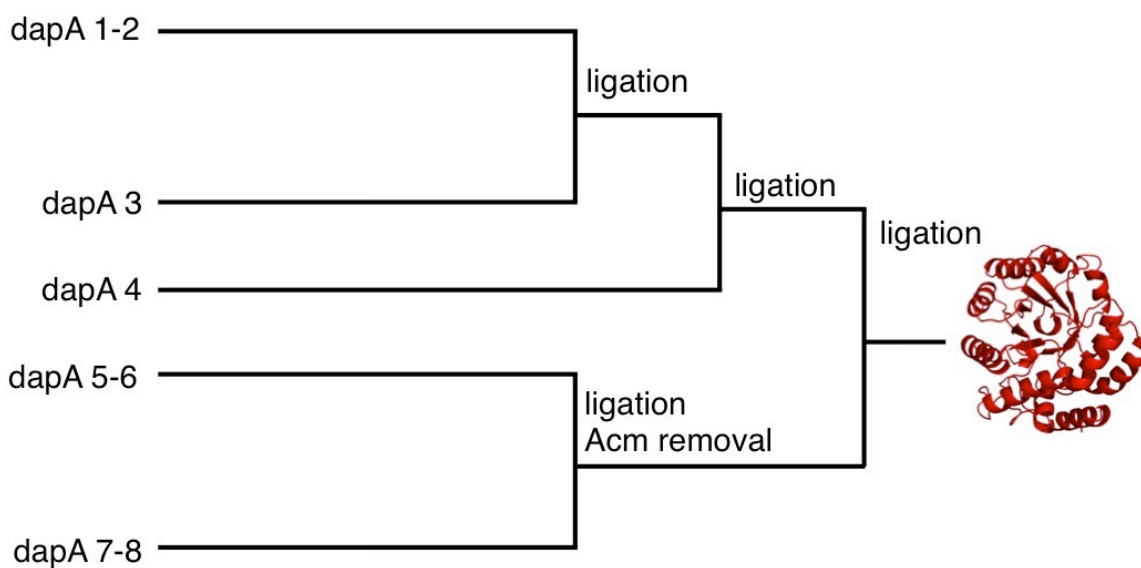 dapA 1-2
ligation
ligation
dapA 3
ligation
dapA 4
dapA 5-6
ligation
Acm removal
dapA 7-8